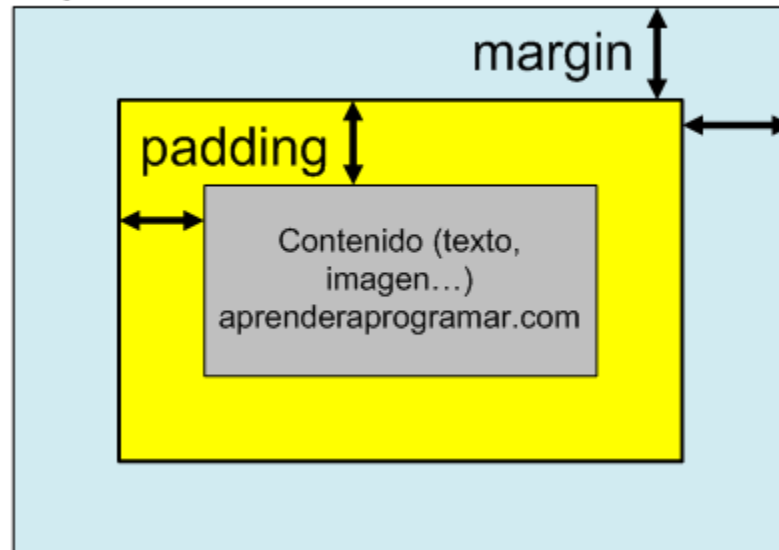 margin
padding
Contenido (texto,
imagen...)
aprenderaprogramar.com